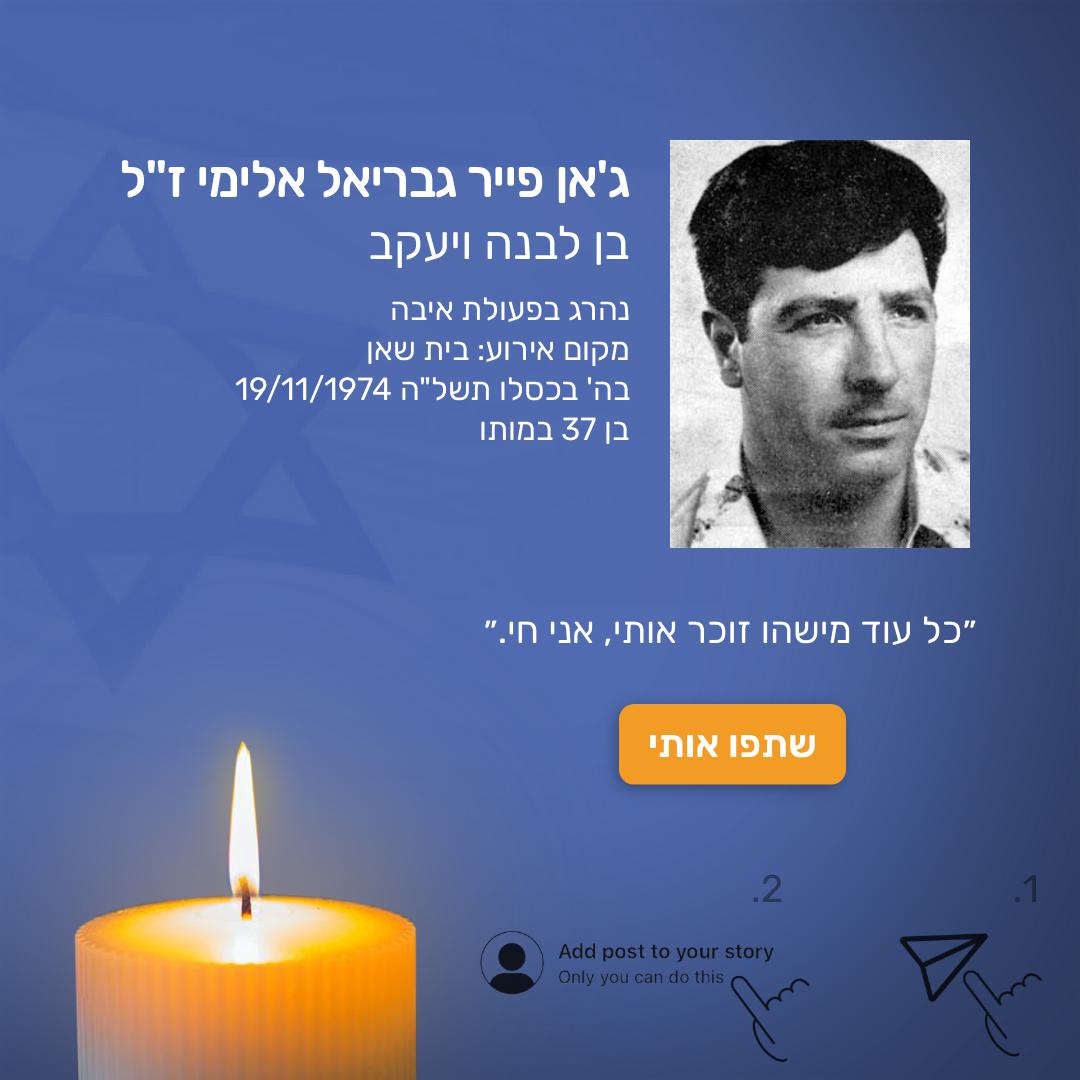 ג'אן פייר גבריאל אלימי ז"ל
בן לבנה ויעקב
נהרג בפעולת איבה
מקום אירוע: בית שאן
בה' בכסלו תשל"ה 19/11/1974
בן 37 במותו
״כל עוד מישהו זוכר אותי, אני חי.״
שתפו אותי
1.
2.
Add post to your story
Only you can do this